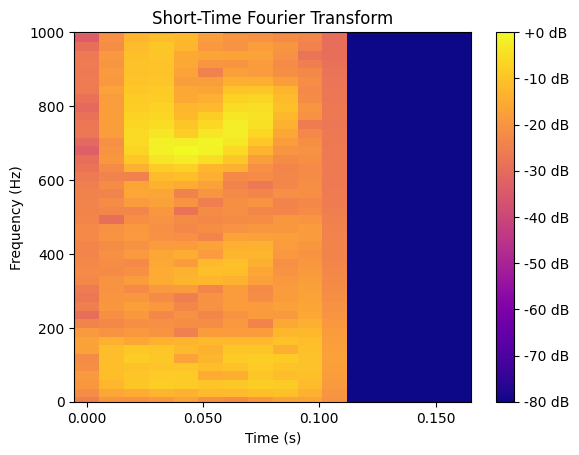 Short-Time Fourier Transform
Frequency (Hz)
1000
800
600
400
200
0
0.000
0.050
0.100
0.150
Time (s)
+0 dB
-10 dB
-20 dB
-30 dB
-40 dB
-50 dB
-60 dB
-70 dB
-80 dB